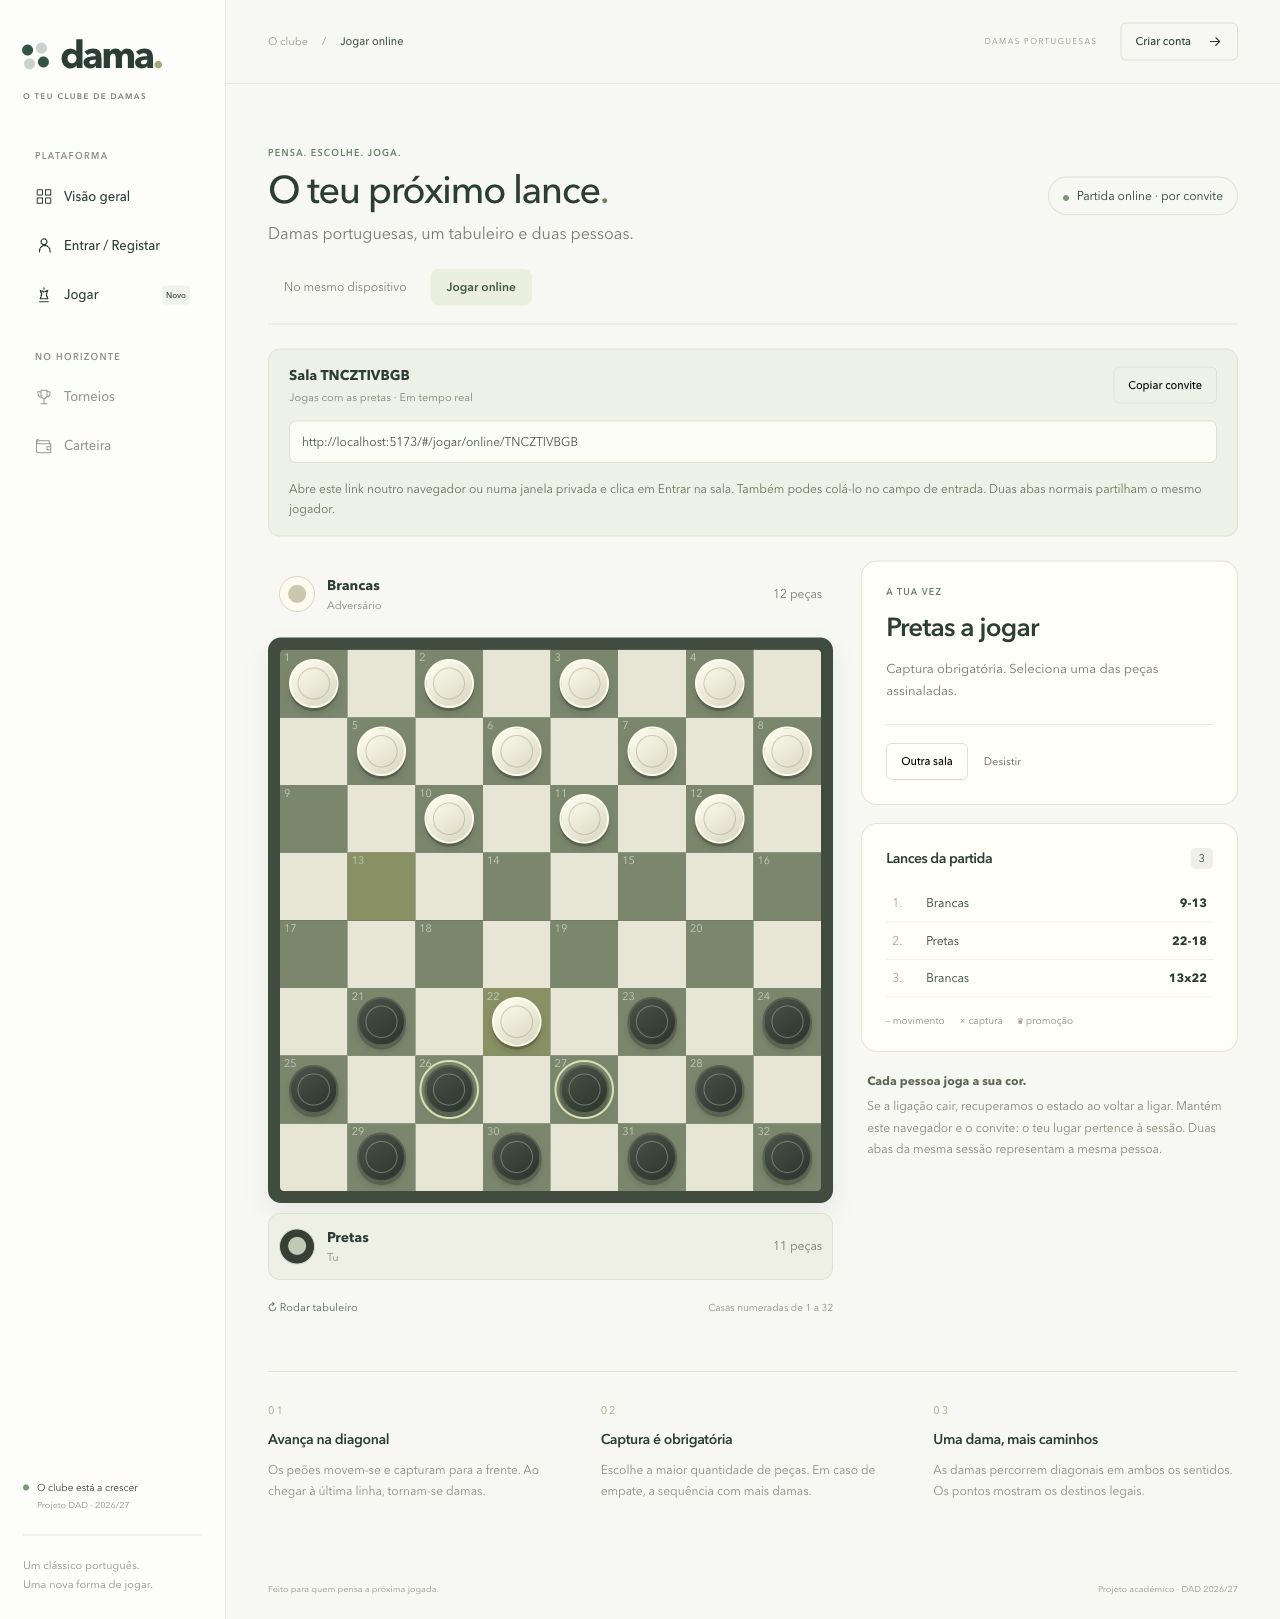 dama.
O TEU CLUBE DE DAMAS
PLATAFORMA
Visão geral
Entrar / Registar
Jogar
Novo
NO HORIZONTE
Torneios
Carteira
O clube está a crescer
Projeto DAD · 2026/27
Um clássico português.
Uma nova forma de jogar.
O clube / Jogar online
DAMAS PORTUGUESAS
Criar conta →
PENSA. ESCOLHE. JOGA.
O teu próximo lance.
Damas portuguesas, um tabuleiro e duas pessoas.
Partida online · por convite
No mesmo dispositivo
Jogar online
Sala TNCZTIVBGB
Jogas com as pretas · Em tempo real
Copiar convite
http://localhost:5173/#/jogar/online/TNCZTIVBGB
Abre este link noutro navegador ou numa janela privada e clica em Entrar na sala. Também podes colá-lo no campo de entrada. Duas abas normais partilham o mesmo
jogador.
Brancas
Adversário
12 peças
1 2 3 4
5 6 7 8
9 10 11 12
13 14 15 16
17 18 19 20
21 22 23 24
25 26 27 28
29 30 31 32
Pretas
Tu
11 peças
↻ Rodar tabuleiro
Casas numeradas de 1 a 32
A TUA VEZ
Pretas a jogar
Captura obrigatória. Seleciona uma das peças
assinaladas.
Outra sala
Desistir
Lances da partida
3
1. Brancas 9-13
2. Pretas 22-18
3. Brancas 13x22
– movimento × captura ♛ promoção
Cada pessoa joga a sua cor.
Se a ligação cair, recuperamos o estado ao voltar a ligar. Mantém
este navegador e o convite: o teu lugar pertence à sessão. Duas
abas da mesma sessão representam a mesma pessoa.
01
Avança na diagonal
Os peões movem-se e capturam para a frente. Ao
chegar à última linha, tornam-se damas.
02
Captura é obrigatória
Escolhe a maior quantidade de peças. Em caso de
empate, a sequência com mais damas.
03
Uma dama, mais caminhos
As damas percorrem diagonais em ambos os sentidos.
Os pontos mostram os destinos legais.
Feito para quem pensa a próxima jogada.
Projeto académico · DAD 2026/27